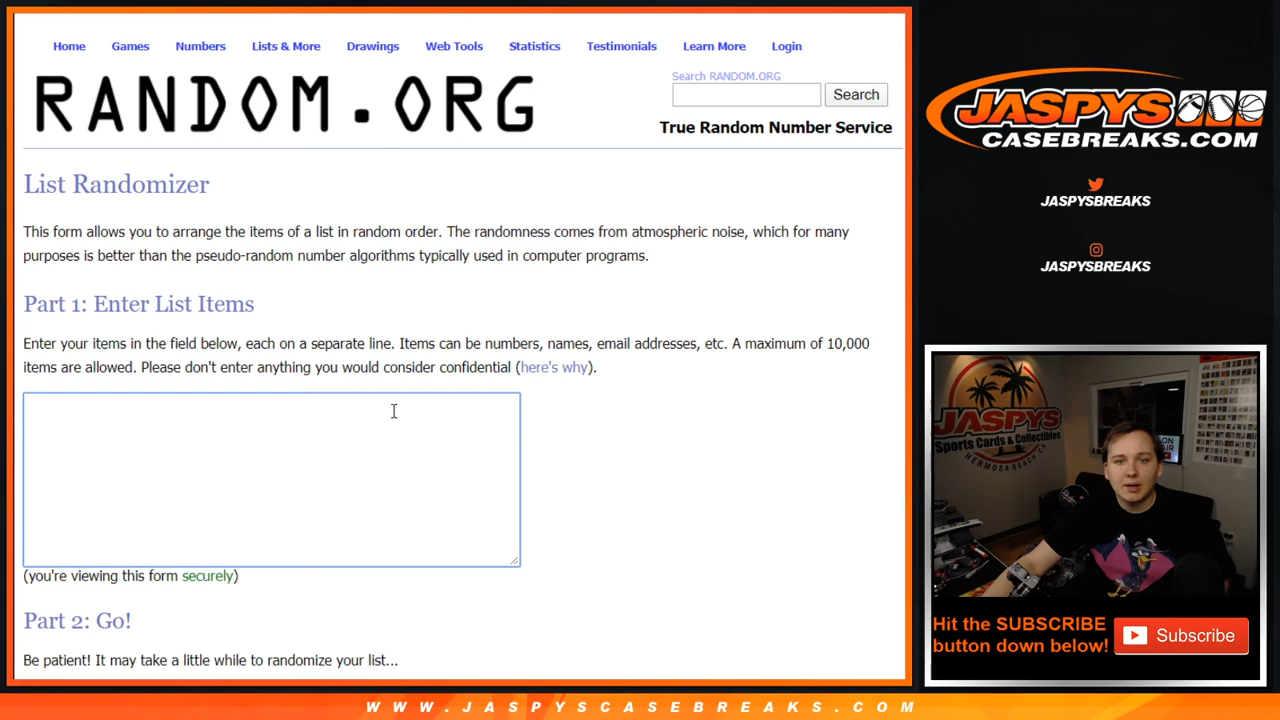 Home Games Numbers Lists & More Drawings Web Tools Statistics Testimonials Learn More Login
RANDOM.ORG
Search RANDOM.ORG
Search
True Random Number Service
List Randomizer
This form allows you to arrange the items of a list in random order. The randomness comes from atmospheric noise, which for many
purposes is better than the pseudo-random number algorithms typically used in computer programs.
Part 1: Enter List Items
Enter your items in the field below, each on a separate line. Items can be numbers, names, email addresses, etc. A maximum of 10,000
items are allowed. Please don't enter anything you would consider confidential (here's why).
(you're viewing this form securely)
Part 2: Go!
Be patient! It may take a little while to randomize your list...
JASPYS
CASEBREAKS.COM
JASPYSBREAKS
JASPYSBREAKS
JASPYS
Sports Cards & Collectibles
HERMOSA BEACH, CA
ON
AIR
Hit the SUBSCRIBE
button down below!
Subscribe
WWW.JASPYSCASEBREAKS.COM